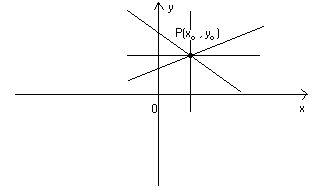 y
P(x₀ , y₀ )
0
x